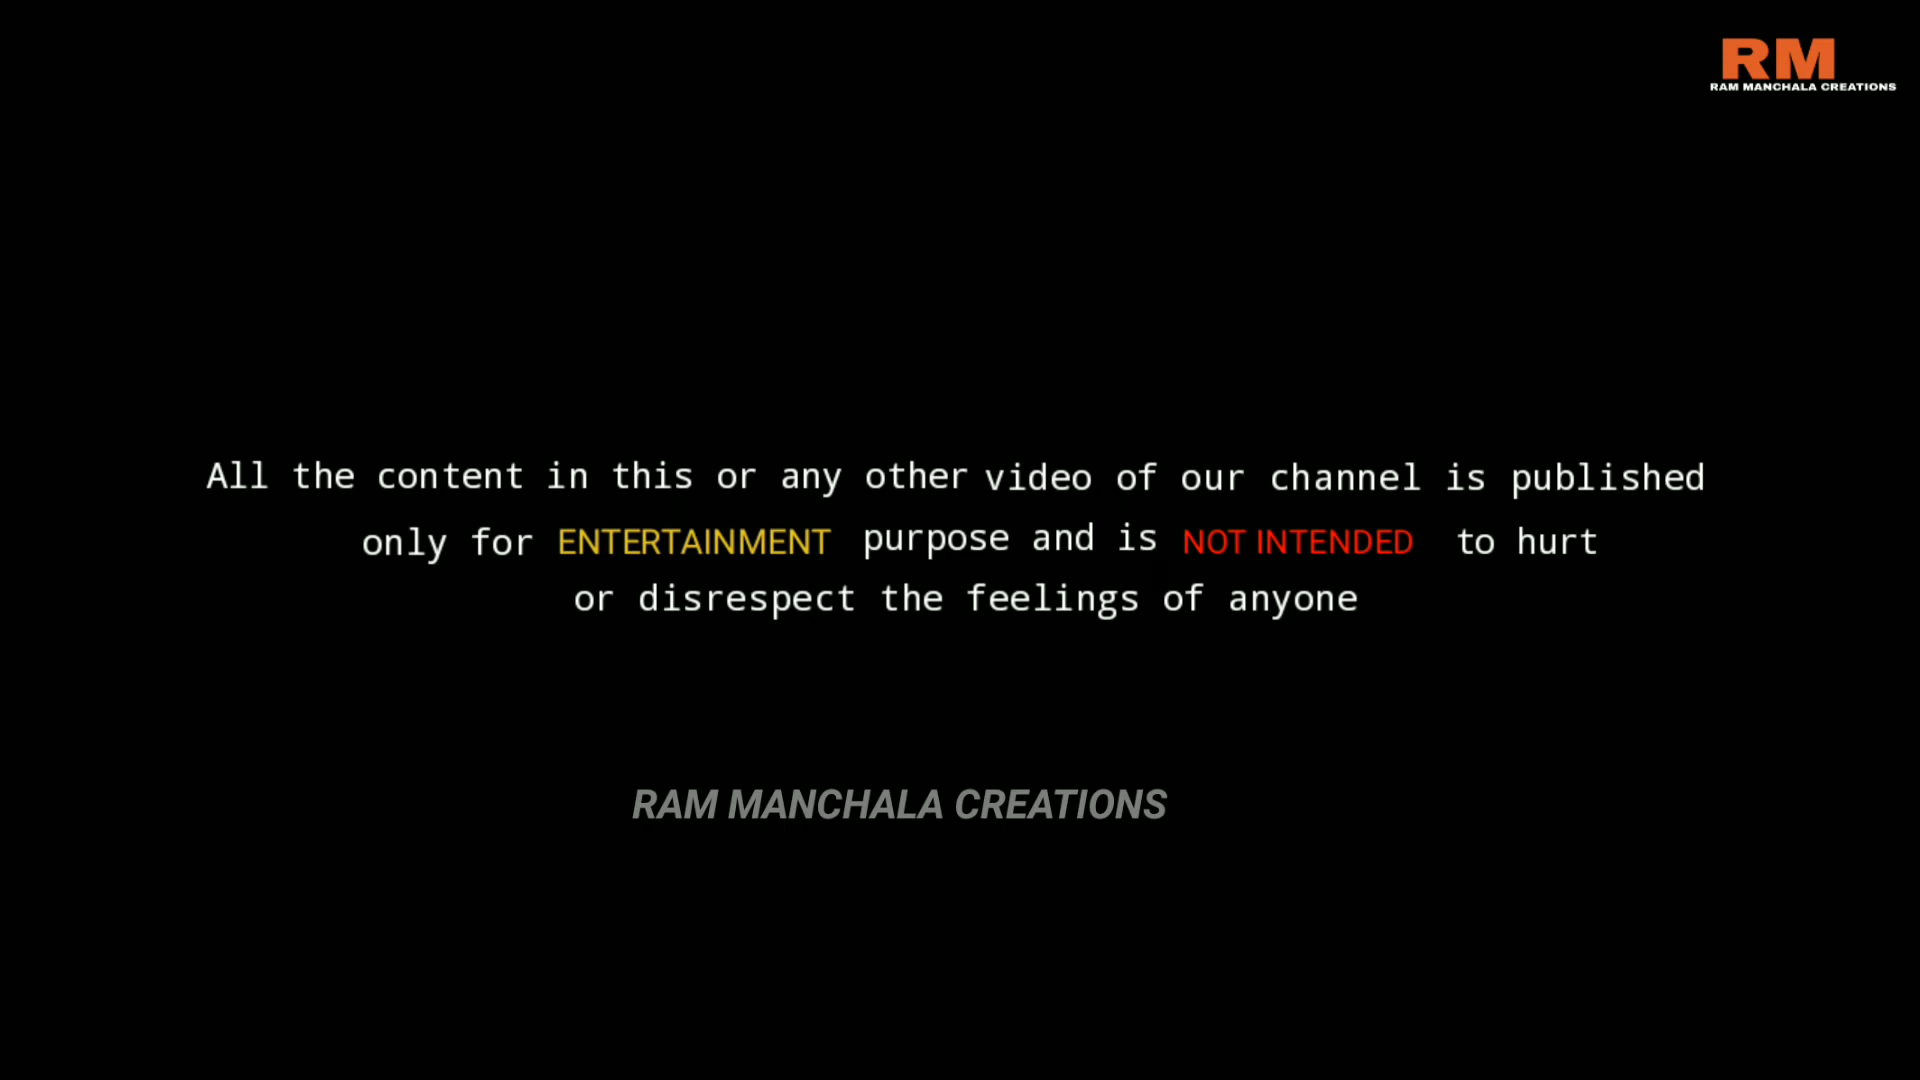 RM
RAM MANCHALA CREATIONS
All the content in this or any other video of our channel is published
only for ENTERTAINMENT purpose and is NOT INTENDED to hurt
or disrespect the feelings of anyone
RAM MANCHALA CREATIONS